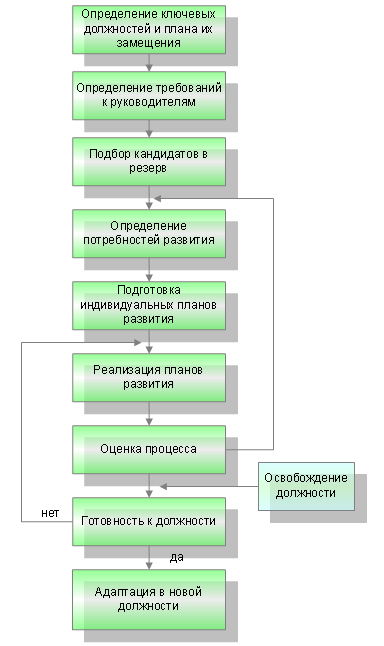 Определение ключевых
должностей и плана их
замещения
Определение требований
к руководителям
Подбор кандидатов в
резерв
Определение
потребностей развития
Подготовка
индивидуальных планов
развития
Реализация планов
развития
Оценка процесса
Освобождение
должности
нет
Готовность к должности
да
Адаптация в новой
должности